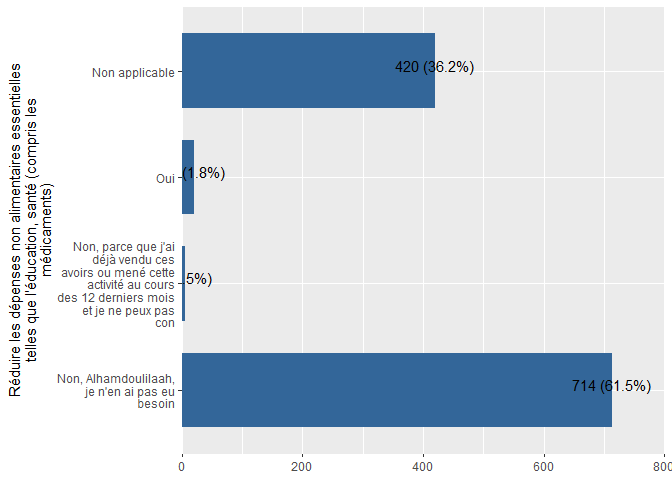 Réduire les dépenses non alimentaires essentielles
telles que l'éducation, santé (compris les
médicaments)
Non applicable
420 (36.2%)
Oui
(1.8%)
Non, parce que j'ai
déjà vendu ces
avoirs ou mené cette
activité au cours
des 12 derniers mois
et je ne peux pas
con
5%)
Non, Alhamdoulilaah,
je n'en ai pas eu
besoin
714 (61.5%)
0 200 400 600 800